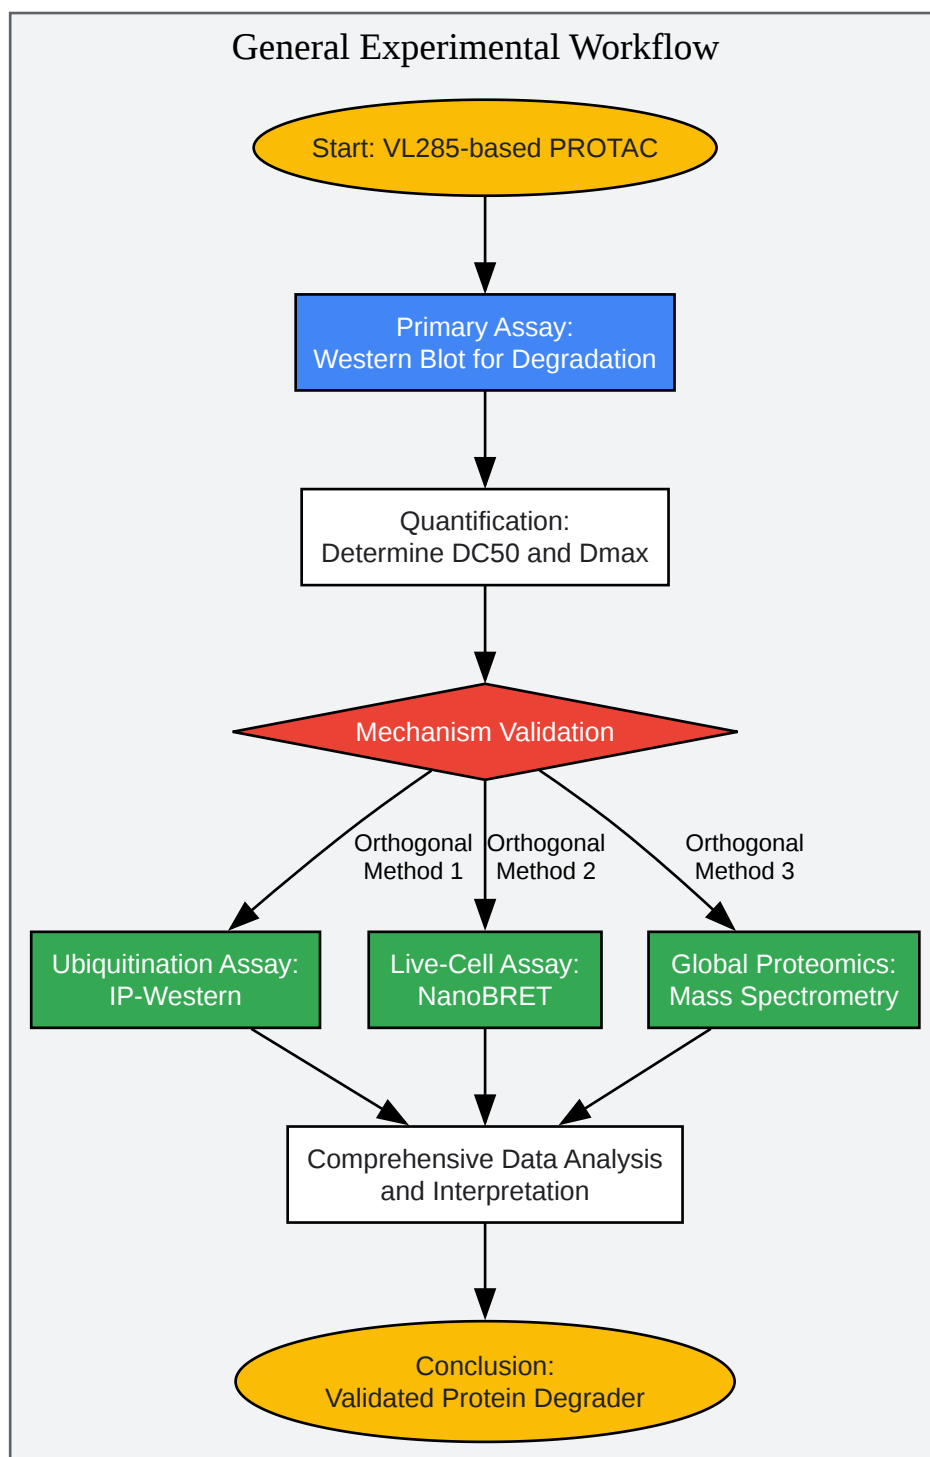 General Experimental Workflow
Start: VL285-based PROTAC
Primary Assay:
Western Blot for Degradation
Quantification:
Determine DC50 and Dmax
Mechanism Validation
Orthogonal
Method 1
Orthogonal
Method 2
Orthogonal
Method 3
Ubiquitination Assay:
IP-Western
Live-Cell Assay:
NanoBRET
Global Proteomics:
Mass Spectrometry
Comprehensive Data Analysis
and Interpretation
Conclusion:
Validated Protein Degrader